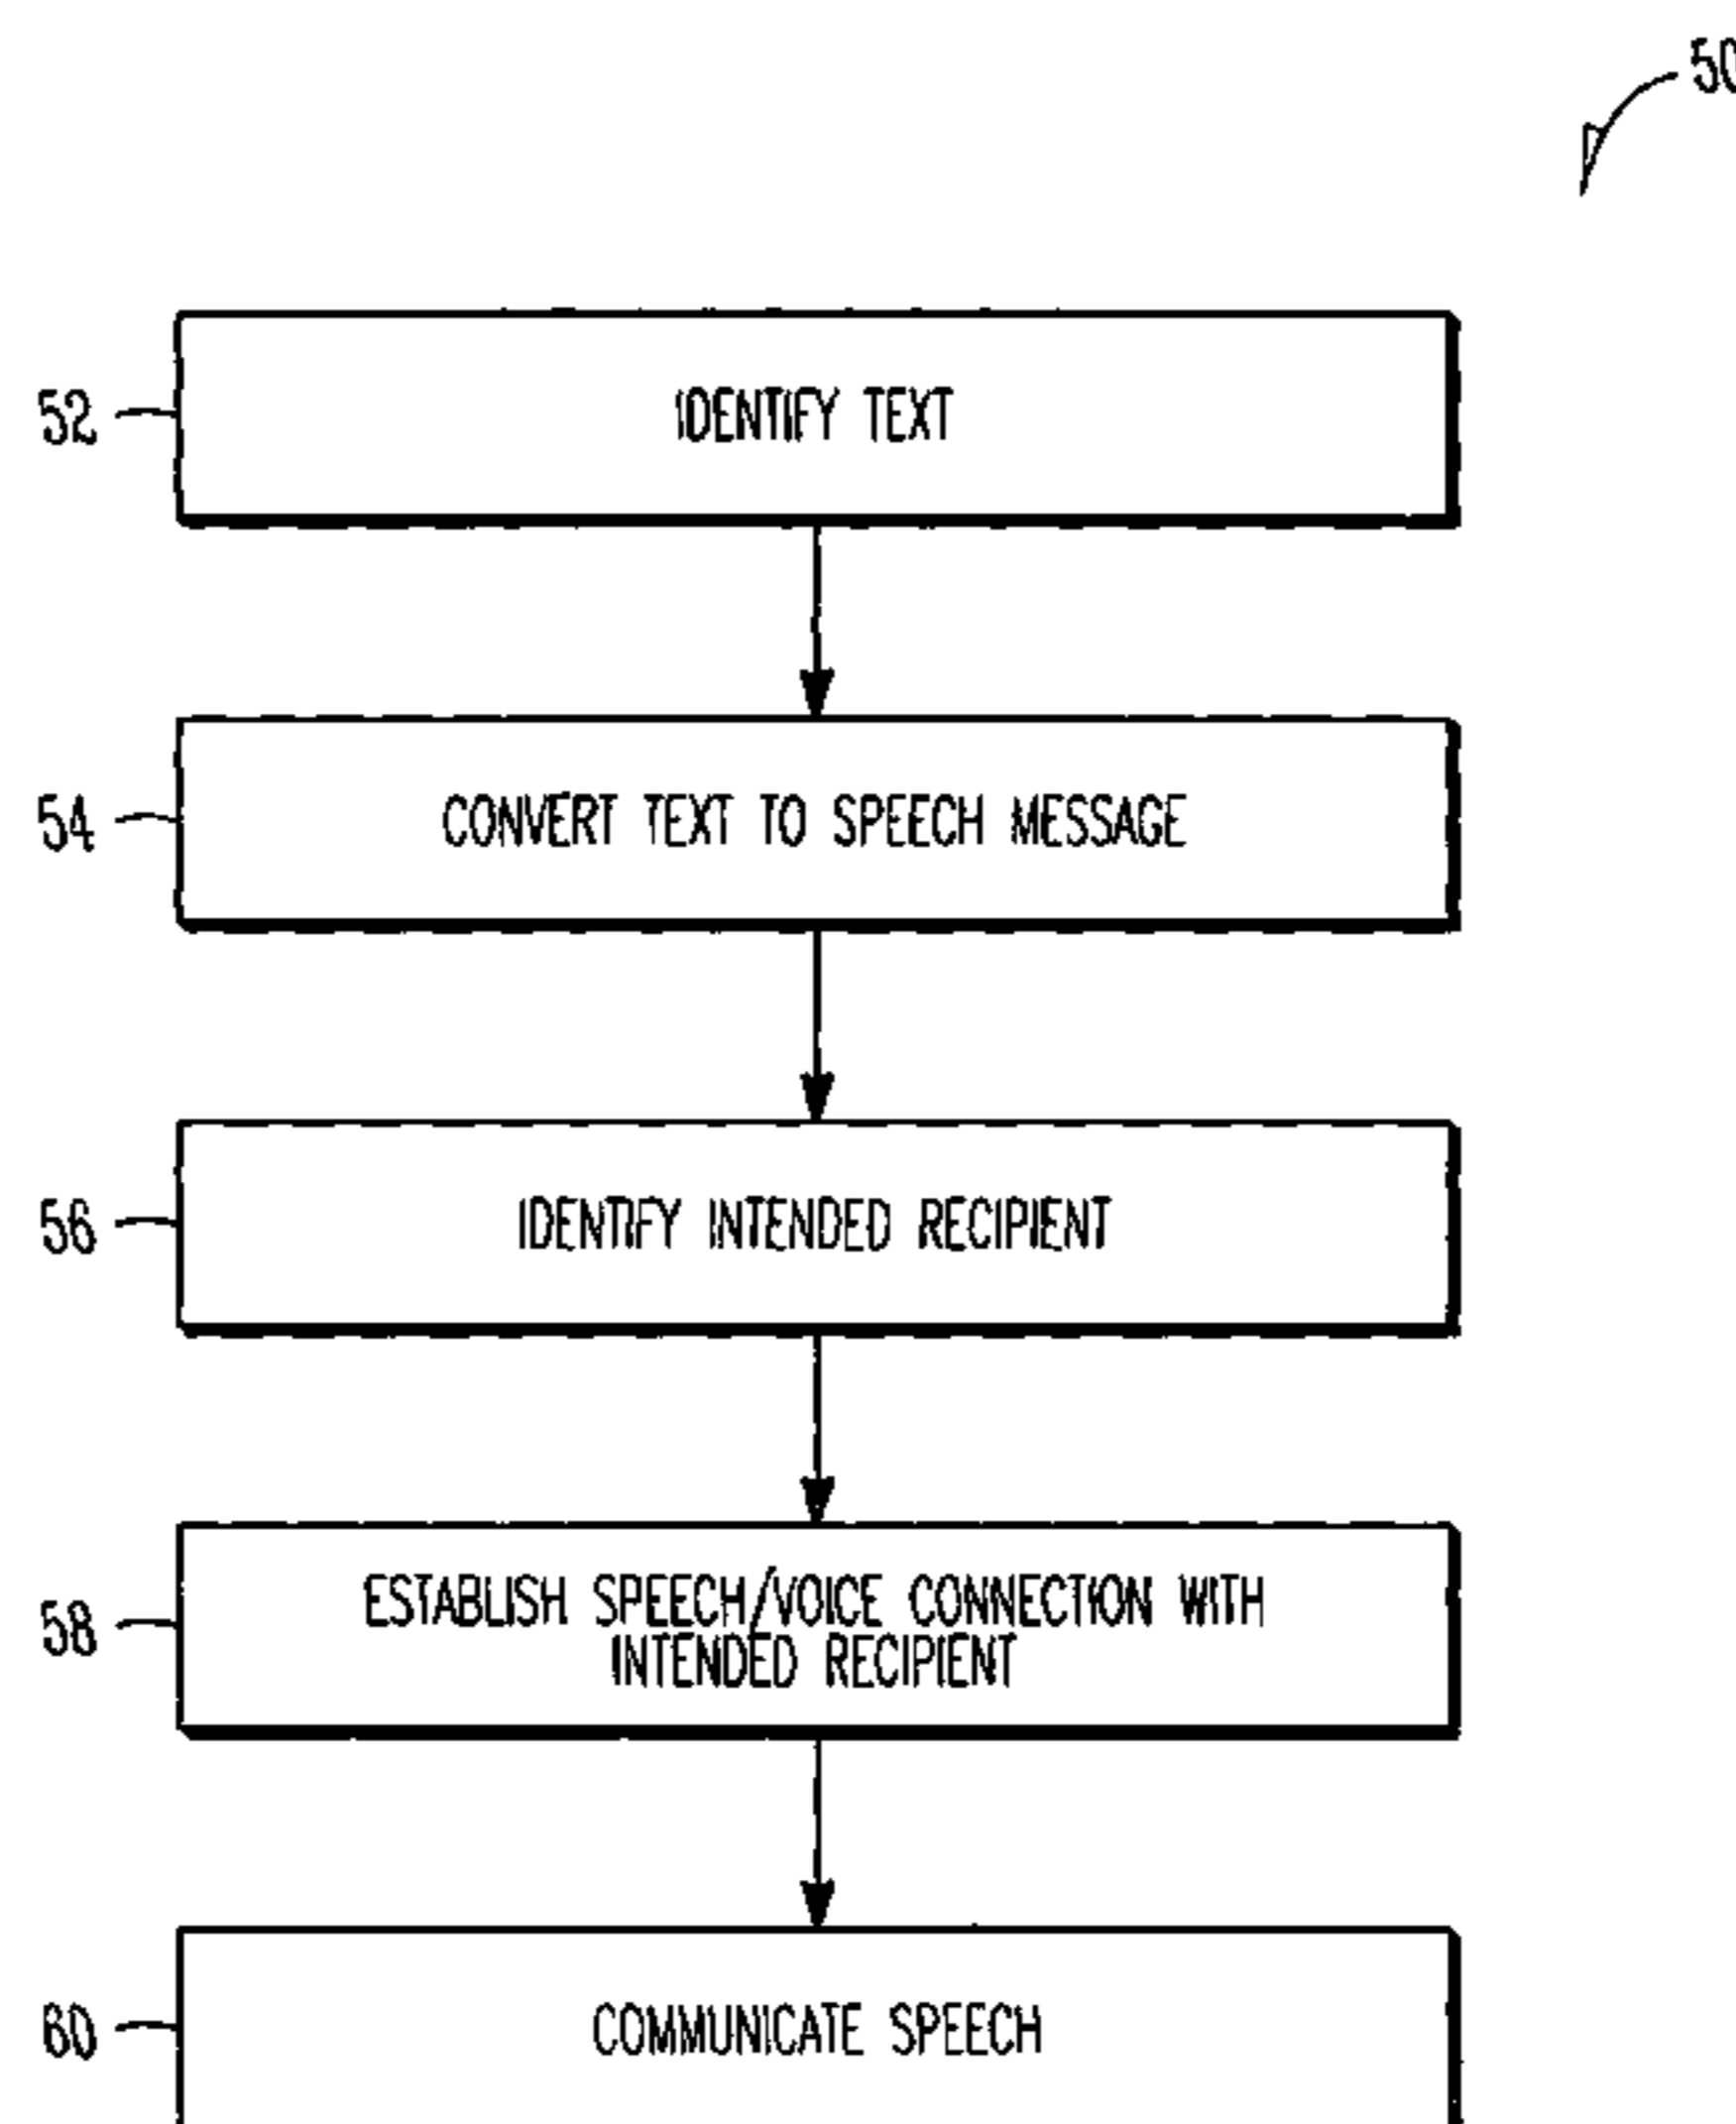 50
52
IDENTIFY TEXT
54
CONVERT TEXT TO SPEECH MESSAGE
56
IDENTIFY INTENDED RECIPIENT
58
ESTABLISH SPEECH/VOICE CONNECTION WITH
INTENDED RECIPIENT
60
COMMUNICATE SPEECH